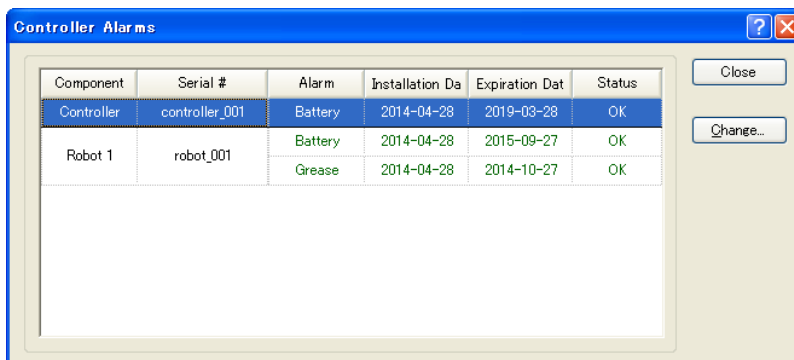 Controller Alarms
Component Serial # Alarm Installation Da Expiration Dat Status
Controller controller_001 Battery 2014-04-28 2019-03-28 OK
Robot 1 robot_001 Battery 2014-04-28 2015-09-27 OK
Grease 2014-04-28 2014-10-27 OK
Close
Change...